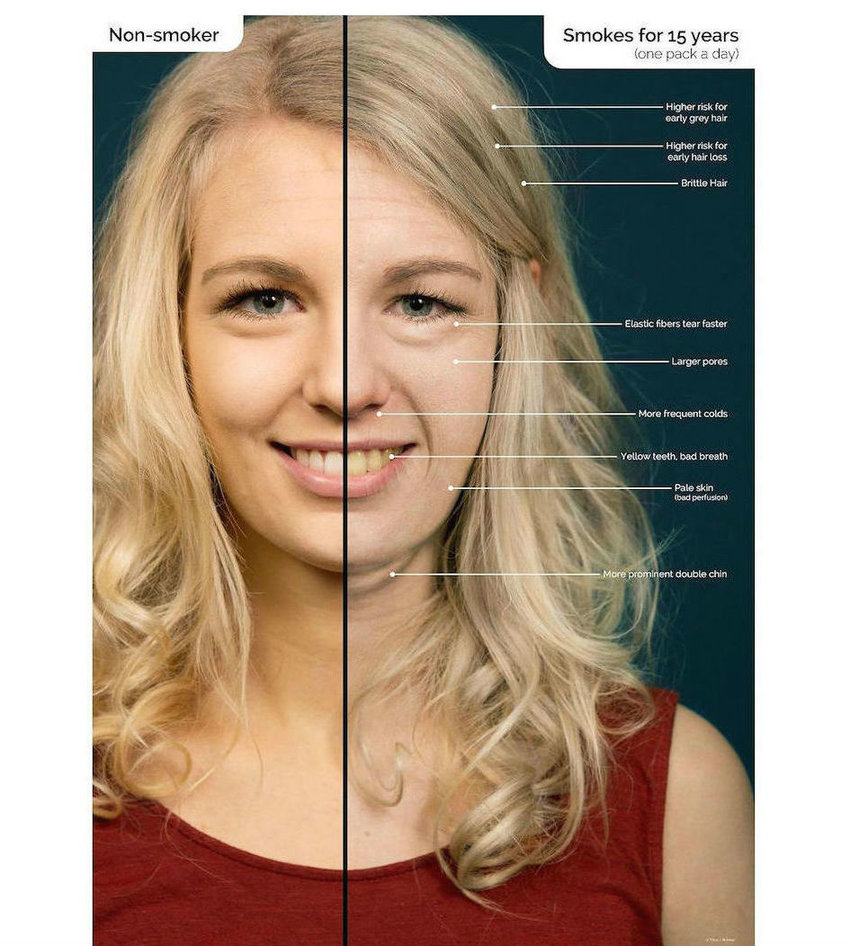 Non-smoker
Smokes for 15 years
(one pack a day)
Higher risk for
early grey hair
Higher risk for
early hair loss
Brittle Hair
Elastic fibers tear faster
Larger pores
More frequent colds
Yellow teeth, bad breath
Pale skin
(bad perfusion)
More prominent double chin